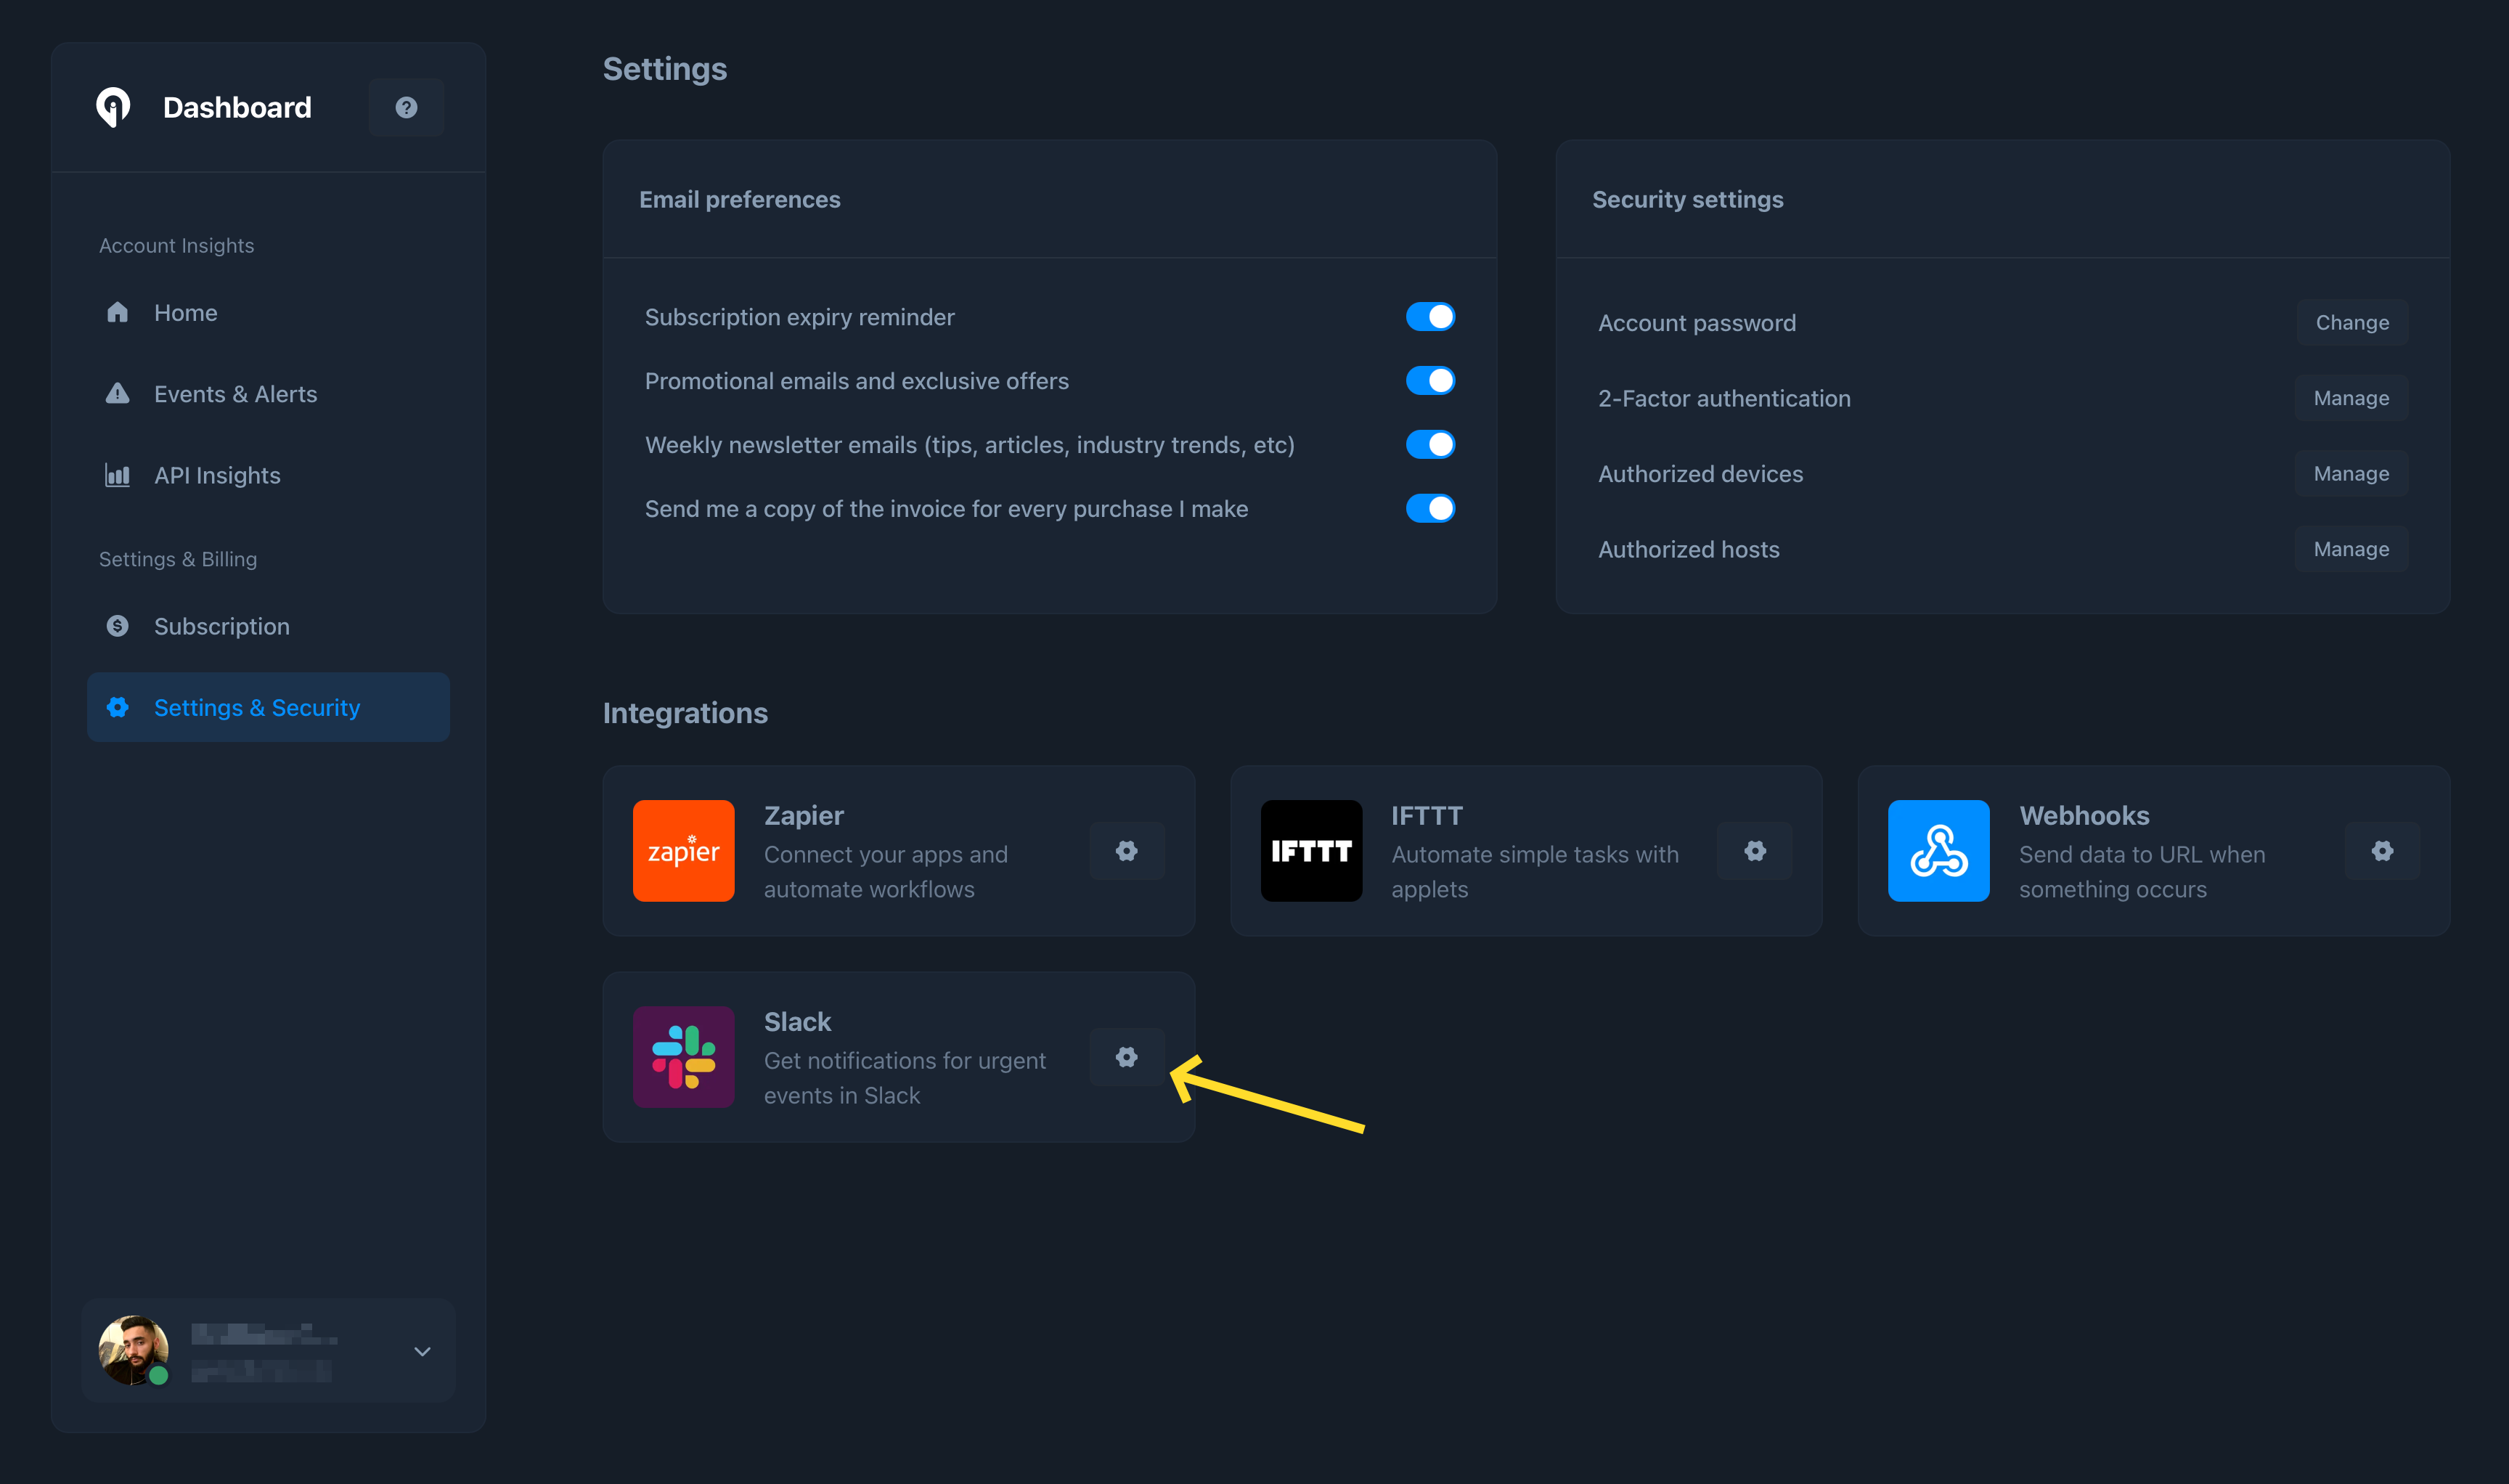 Dashboard
Account Insights
Home
Events & Alerts
API Insights
Settings & Billing
Subscription
Settings & Security
Settings
Email preferences
Subscription expiry reminder
Promotional emails and exclusive offers
Weekly newsletter emails (tips, articles, industry trends, etc)
Send me a copy of the invoice for every purchase I make
Security settings
Account password
Change
2-Factor authentication
Manage
Authorized devices
Manage
Authorized hosts
Manage
Integrations
zapier
Zapier
Connect your apps and
automate workflows
IFTTT
IFTTT
Automate simple tasks with
applets
Webhooks
Send data to URL when
something occurs
Slack
Get notifications for urgent
events in Slack